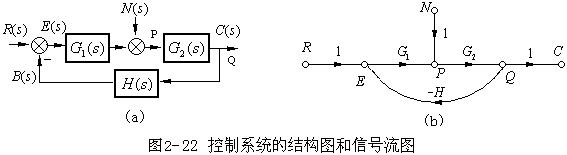 N(s)
R(s) E(s) P C(s)
G₁(s) G₂(s)
− Q
B(s) H(s)
(a)
N
1
R 1 G₁ G₂ 1 C
E P Q
-H
(b)
图2-22 控制系统的结构图和信号流图